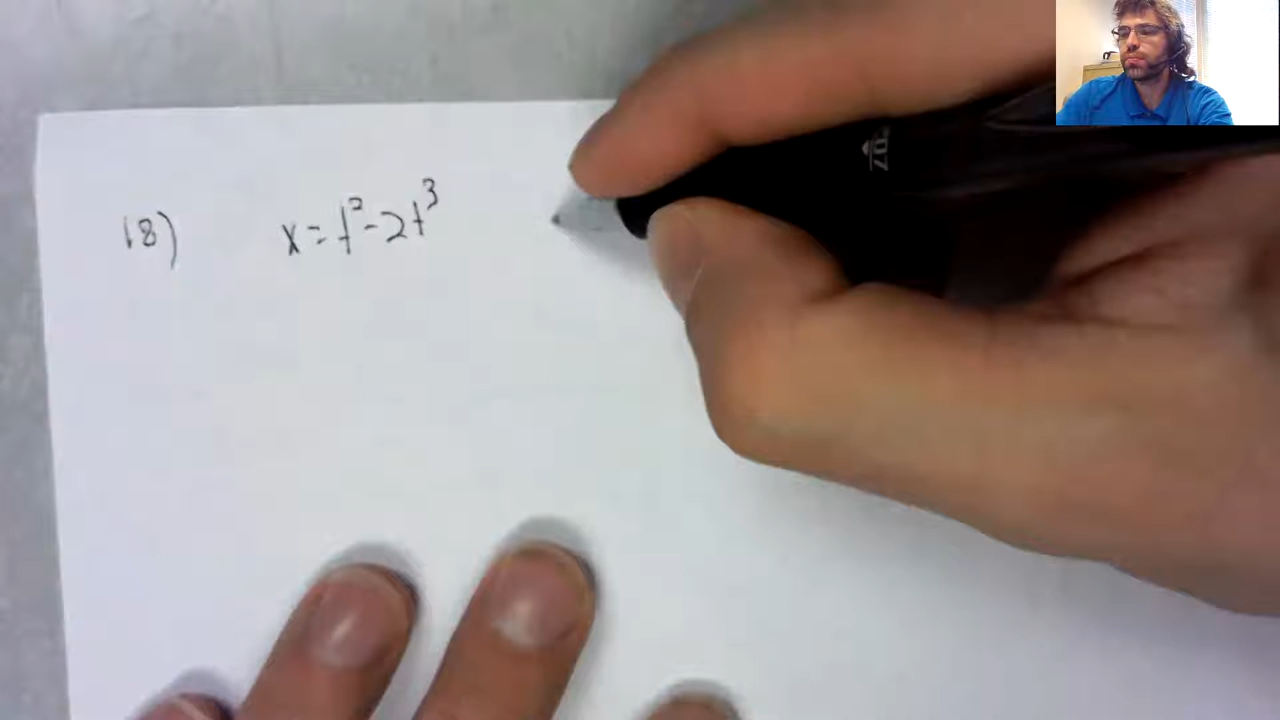 18) x = t² - 2t³